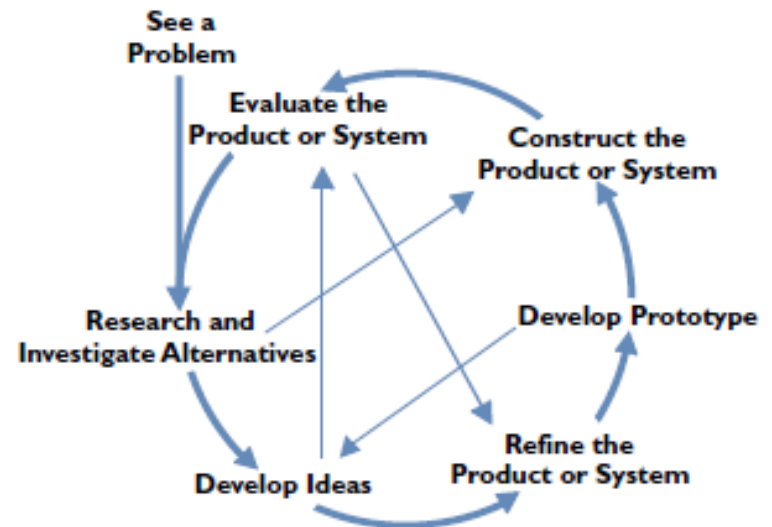 See a
Problem
Evaluate the
Product or System
Construct the
Product or System
Research and
Investigate Alternatives
Develop Prototype
Refine the
Product or System
Develop Ideas